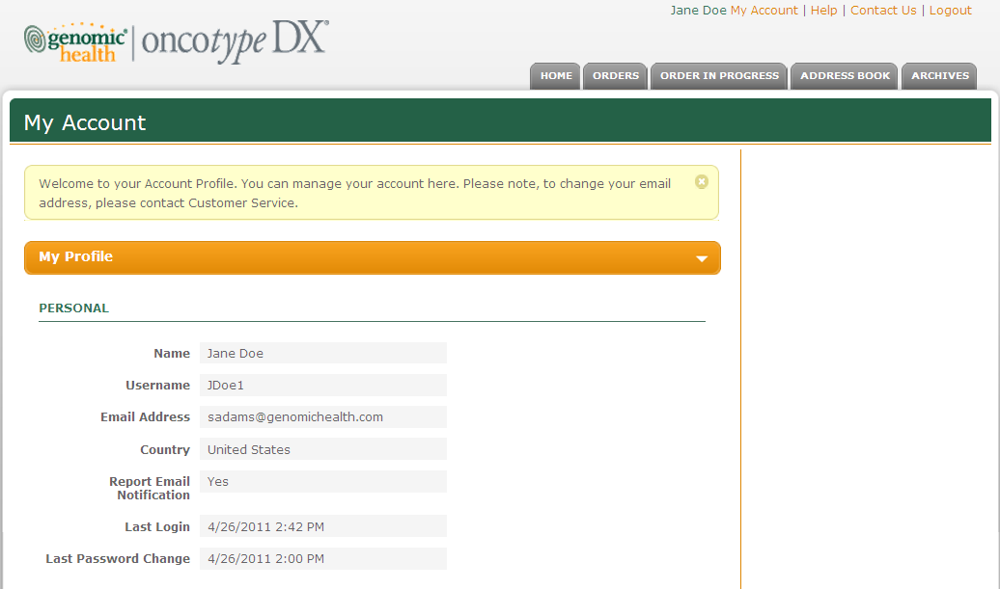 Jane Doe My Account | Help | Contact Us | Logout
genomic health | oncotype DX®
HOME ORDERS ORDER IN PROGRESS ADDRESS BOOK ARCHIVES
My Account
Welcome to your Account Profile. You can manage your account here. Please note, to change your email
address, please contact Customer Service.
My Profile
PERSONAL
Name Jane Doe
Username JDoe1
Email Address sadams@genomichealth.com
Country United States
Report Email
Notification Yes
Last Login 4/26/2011 2:42 PM
Last Password Change 4/26/2011 2:00 PM